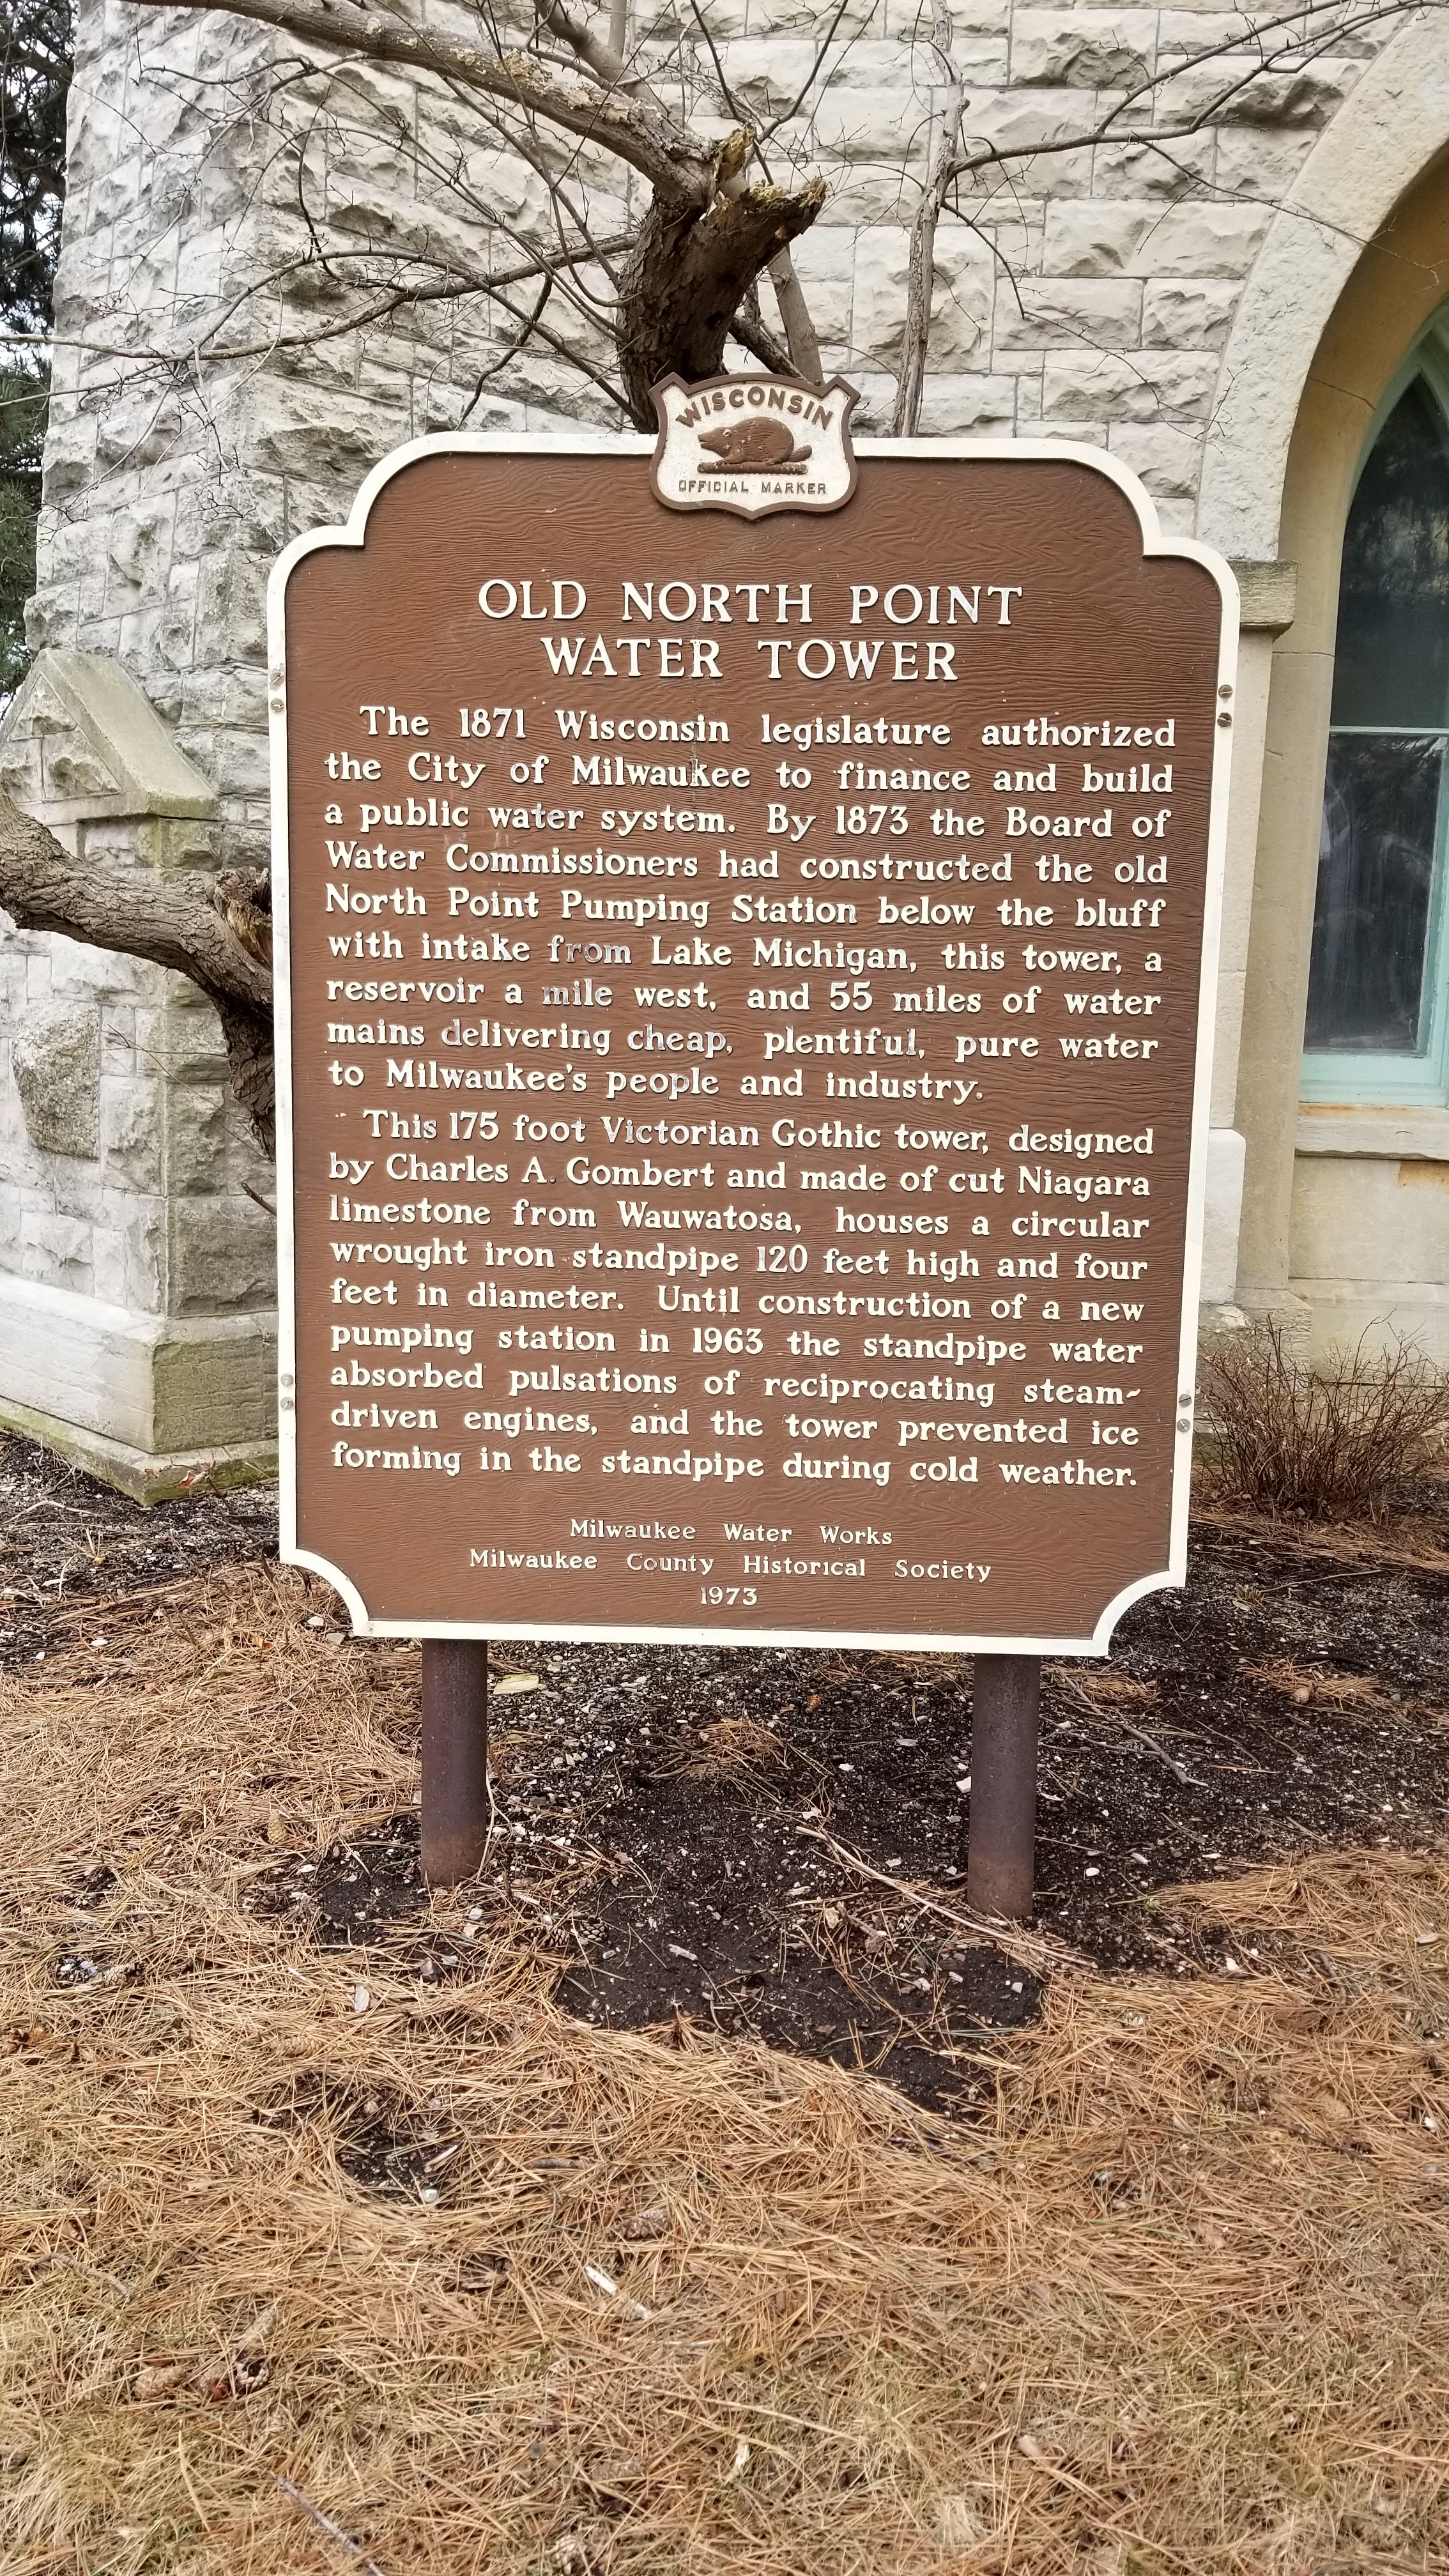 WISCONSIN
OFFICIAL MARKER
OLD NORTH POINT
WATER TOWER
The 1871 Wisconsin legislature authorized
the City of Milwaukee to finance and build
a public water system. By 1873 the Board of
Water Commissioners had constructed the old
North Point Pumping Station below the bluff
with intake from Lake Michigan, this tower, a
reservoir a mile west, and 55 miles of water
mains delivering cheap, plentiful, pure water
to Milwaukee's people and industry.
This 175 foot Victorian Gothic tower, designed
by Charles A. Gombert and made of cut Niagara
limestone from Wauwatosa, houses a circular
wrought iron standpipe 120 feet high and four
feet in diameter. Until construction of a new
pumping station in 1963 the standpipe water
absorbed pulsations of reciprocating steam-
driven engines, and the tower prevented ice
forming in the standpipe during cold weather.
Milwaukee Water Works
Milwaukee County Historical Society
1973